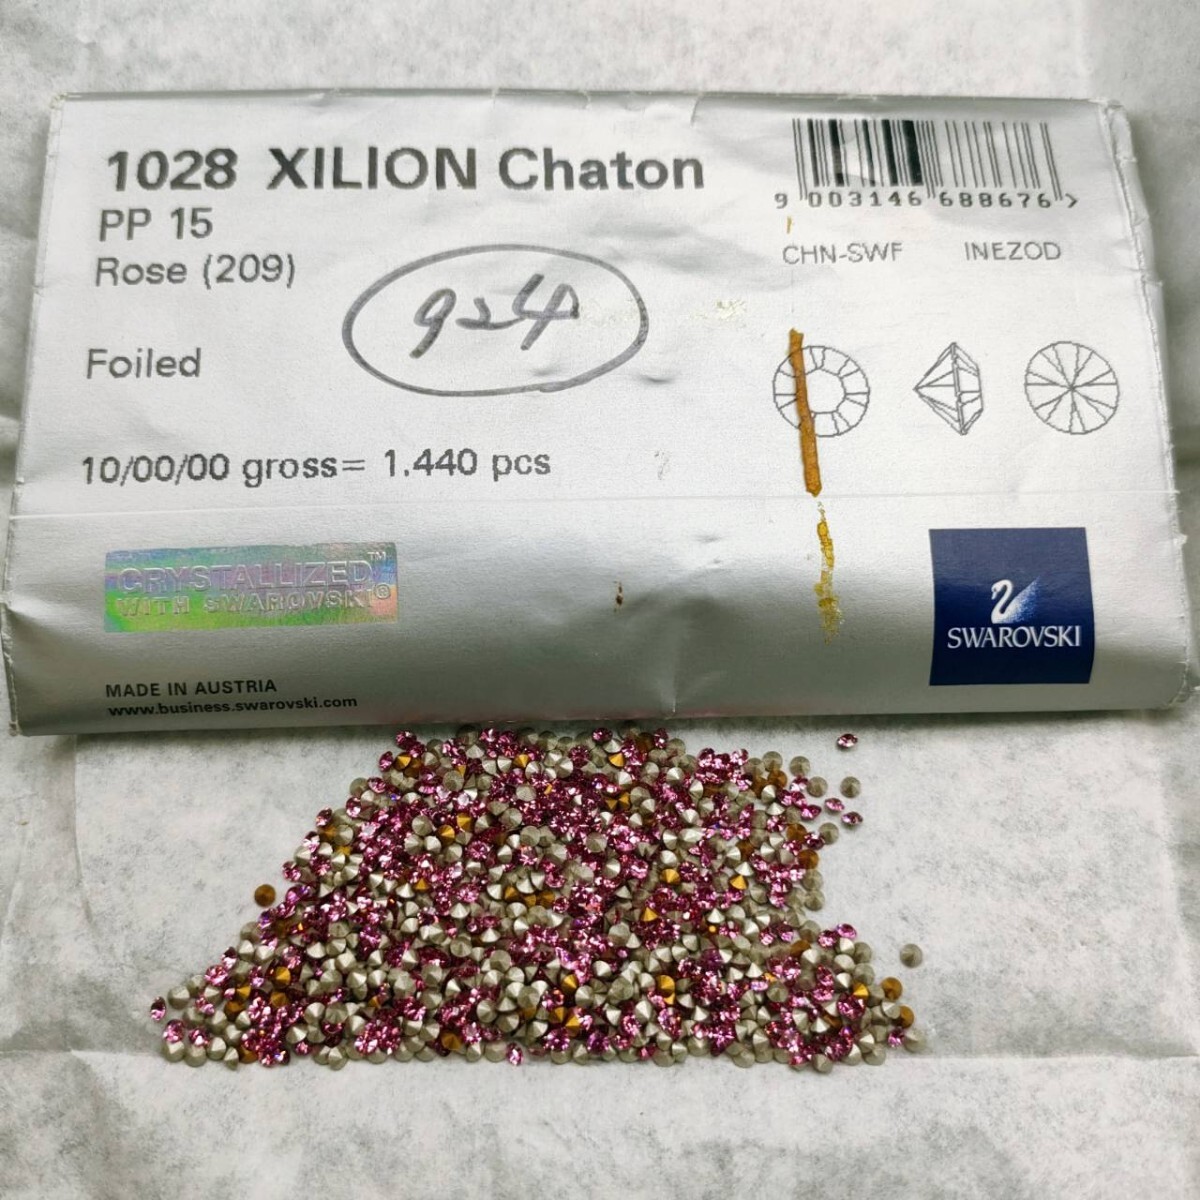 1028 XILION Chaton
PP 15
Rose (209)
Foiled
924
10/00/00 gross= 1.440 pcs
9 003146 688676 >
CHN-SWF INEZOD
CRYSTALLIZED™
WITH SWAROVSKI®
SWAROVSKI
MADE IN AUSTRIA
www.business.swarovski.com